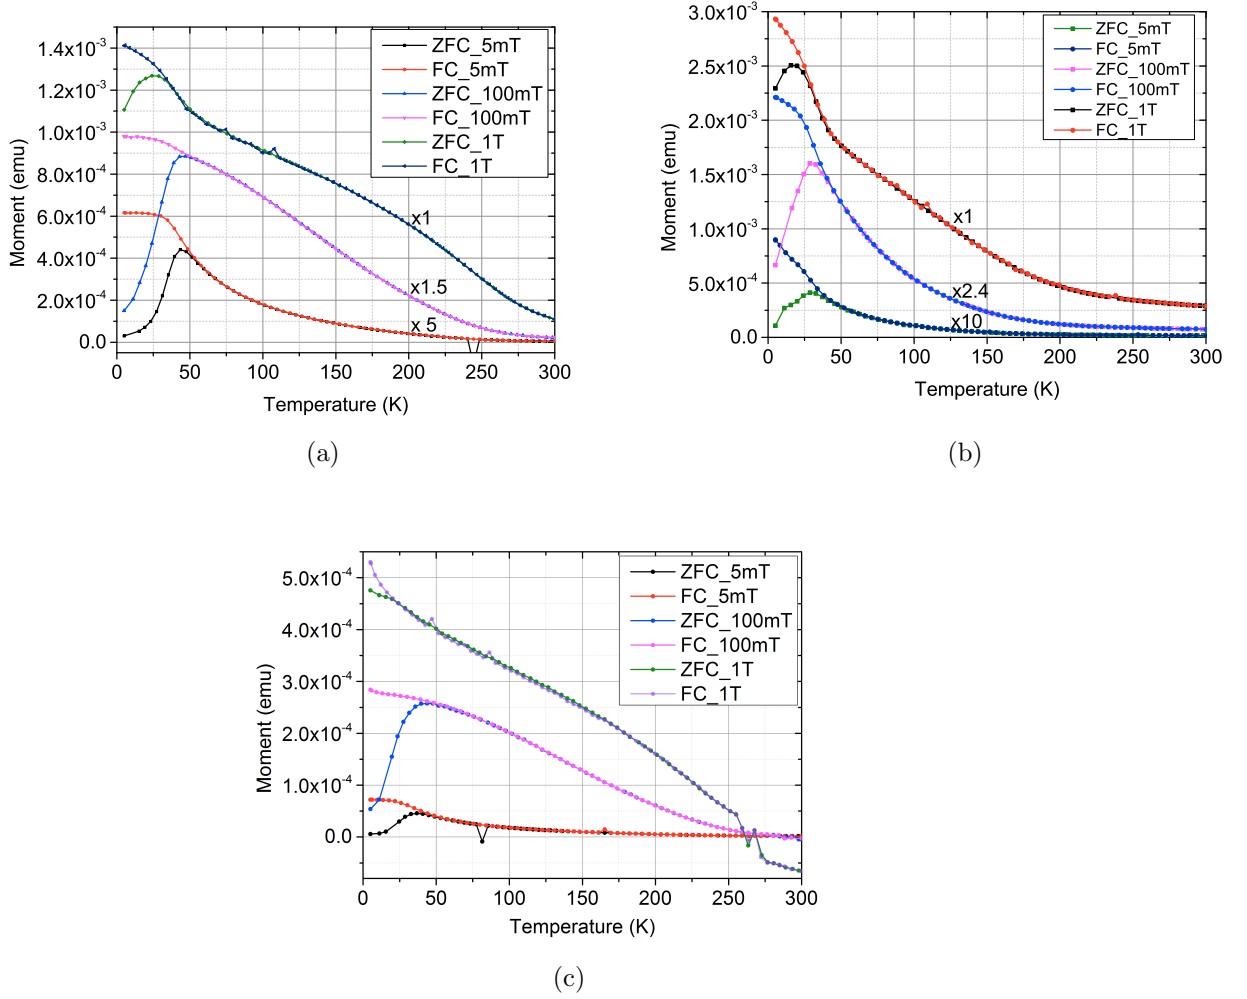 1.4x10⁻³
1.2x10⁻³
1.0x10⁻³
8.0x10⁻⁴
6.0x10⁻⁴
4.0x10⁻⁴
2.0x10⁻⁴
0.0
Moment (emu)
0 50 100 150 200 250 300
Temperature (K)
ZFC_5mT
FC_5mT
ZFC_100mT
FC_100mT
ZFC_1T
FC_1T
x1
x1.5
x 5
(a)
3.0x10⁻³
2.5x10⁻³
2.0x10⁻³
1.5x10⁻³
1.0x10⁻³
5.0x10⁻⁴
0.0
Moment (emu)
0 50 100 150 200 250 300
Temperature (K)
ZFC_5mT
FC_5mT
ZFC_100mT
FC_100mT
ZFC_1T
FC_1T
x1
x2.4
x10
(b)
5.0x10⁻⁴
4.0x10⁻⁴
3.0x10⁻⁴
2.0x10⁻⁴
1.0x10⁻⁴
0.0
Moment (emu)
0 50 100 150 200 250 300
Temperature (K)
ZFC_5mT
FC_5mT
ZFC_100mT
FC_100mT
ZFC_1T
FC_1T
(c)